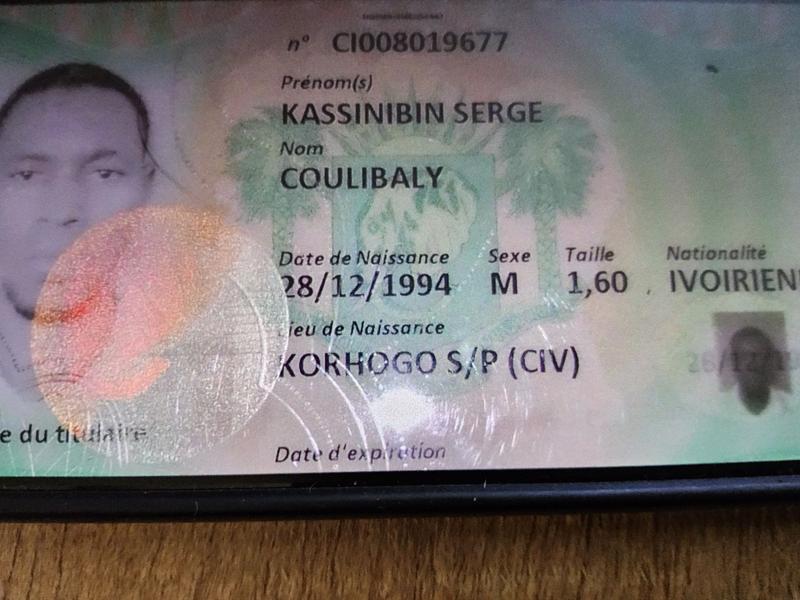 n° CI008019677
Prénom(s)
KASSINIBIN SERGE
Nom
COULIBALY
Date de Naissance Sexe Taille Nationalité
28/12/1994 M 1,60 IVOIRIEN
Lieu de Naissance
KORHOGO S/P (CIV)
e du titulaire
Date d'expiration